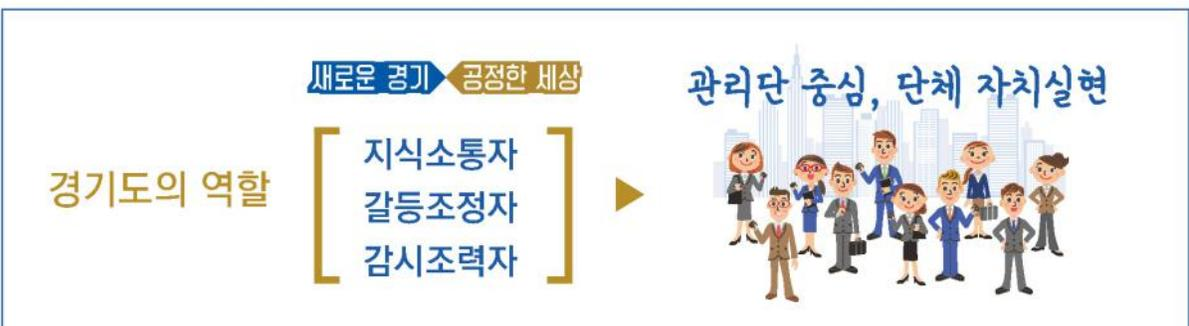 새로운 경기 공정한 세상
관리단 중심, 단체 자치실현
경기도의 역할
지식소통자
갈등조정자
감시조력자